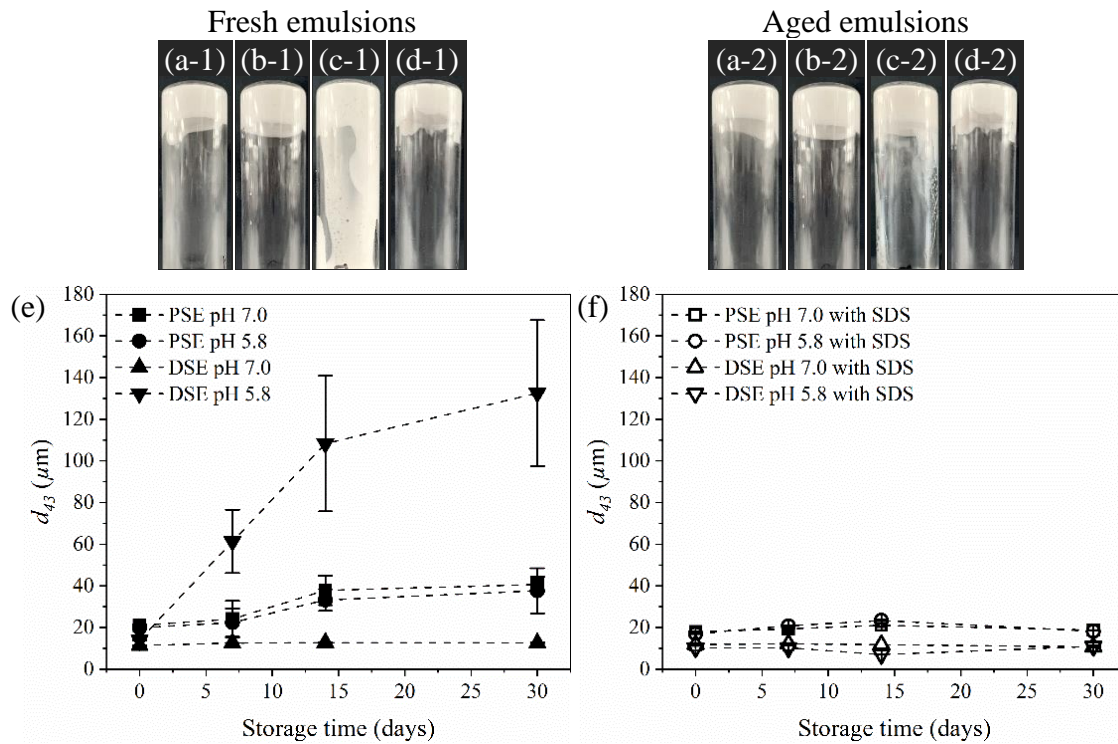 Fresh emulsions
Aged emulsions
(a-1) (b-1) (c-1) (d-1)
(a-2) (b-2) (c-2) (d-2)
(e)
180
160
140
120
100
80
60
40
20
0
d43 (μm)
PSE pH 7.0
PSE pH 5.8
DSE pH 7.0
DSE pH 5.8
0 5 10 15 20 25 30
Storage time (days)
(f)
180
160
140
120
100
80
60
40
20
0
d43 (μm)
PSE pH 7.0 with SDS
PSE pH 5.8 with SDS
DSE pH 7.0 with SDS
DSE pH 5.8 with SDS
0 5 10 15 20 25 30
Storage time (days)